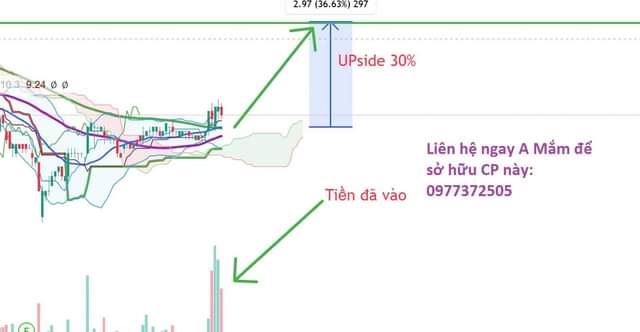 2.97 (36.63%) 297
10.3 9.24 ∅ ∅
UPside 30%
Liên hệ ngay A Mắm để
sở hữu CP này:
0977372505
Tiền đã vào
E